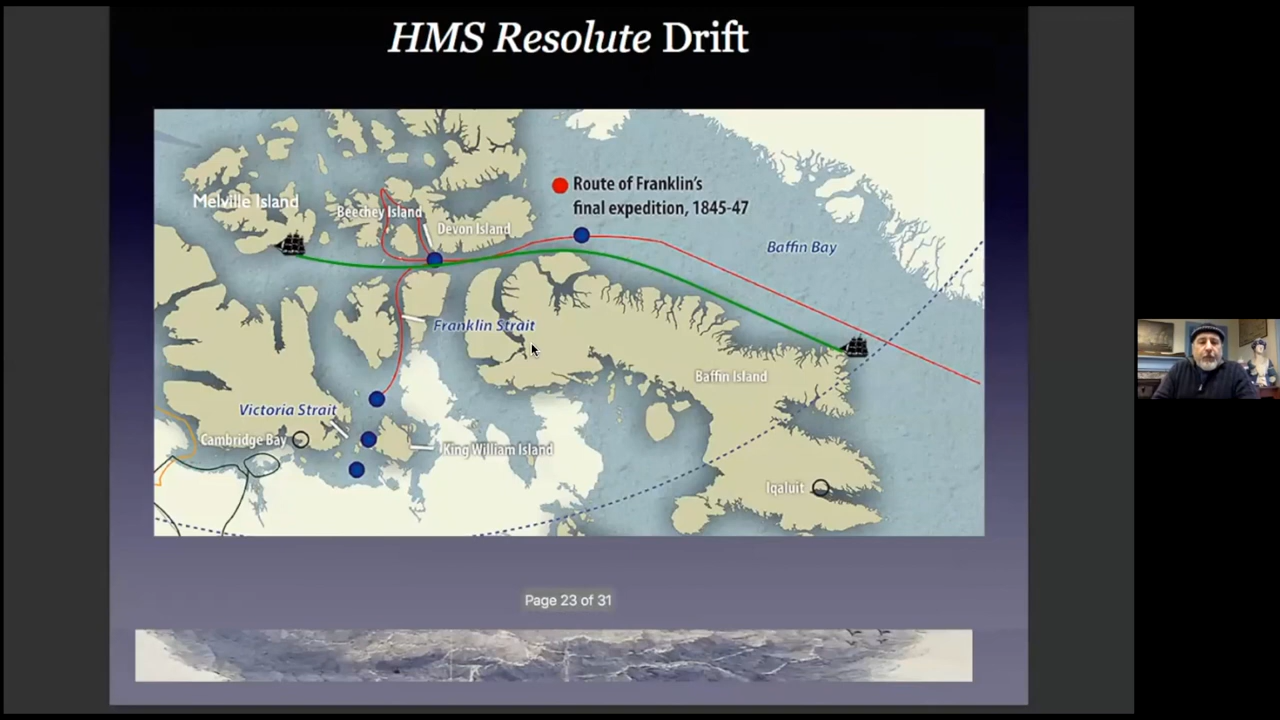 HMS Resolute Drift
Route of Franklin's
final expedition, 1845-47
Melville Island
Beechey Island
Devon Island
Baffin Bay
Franklin Strait
Baffin Island
Victoria Strait
Cambridge Bay
King William Island
Iqaluit
Page 23 of 31